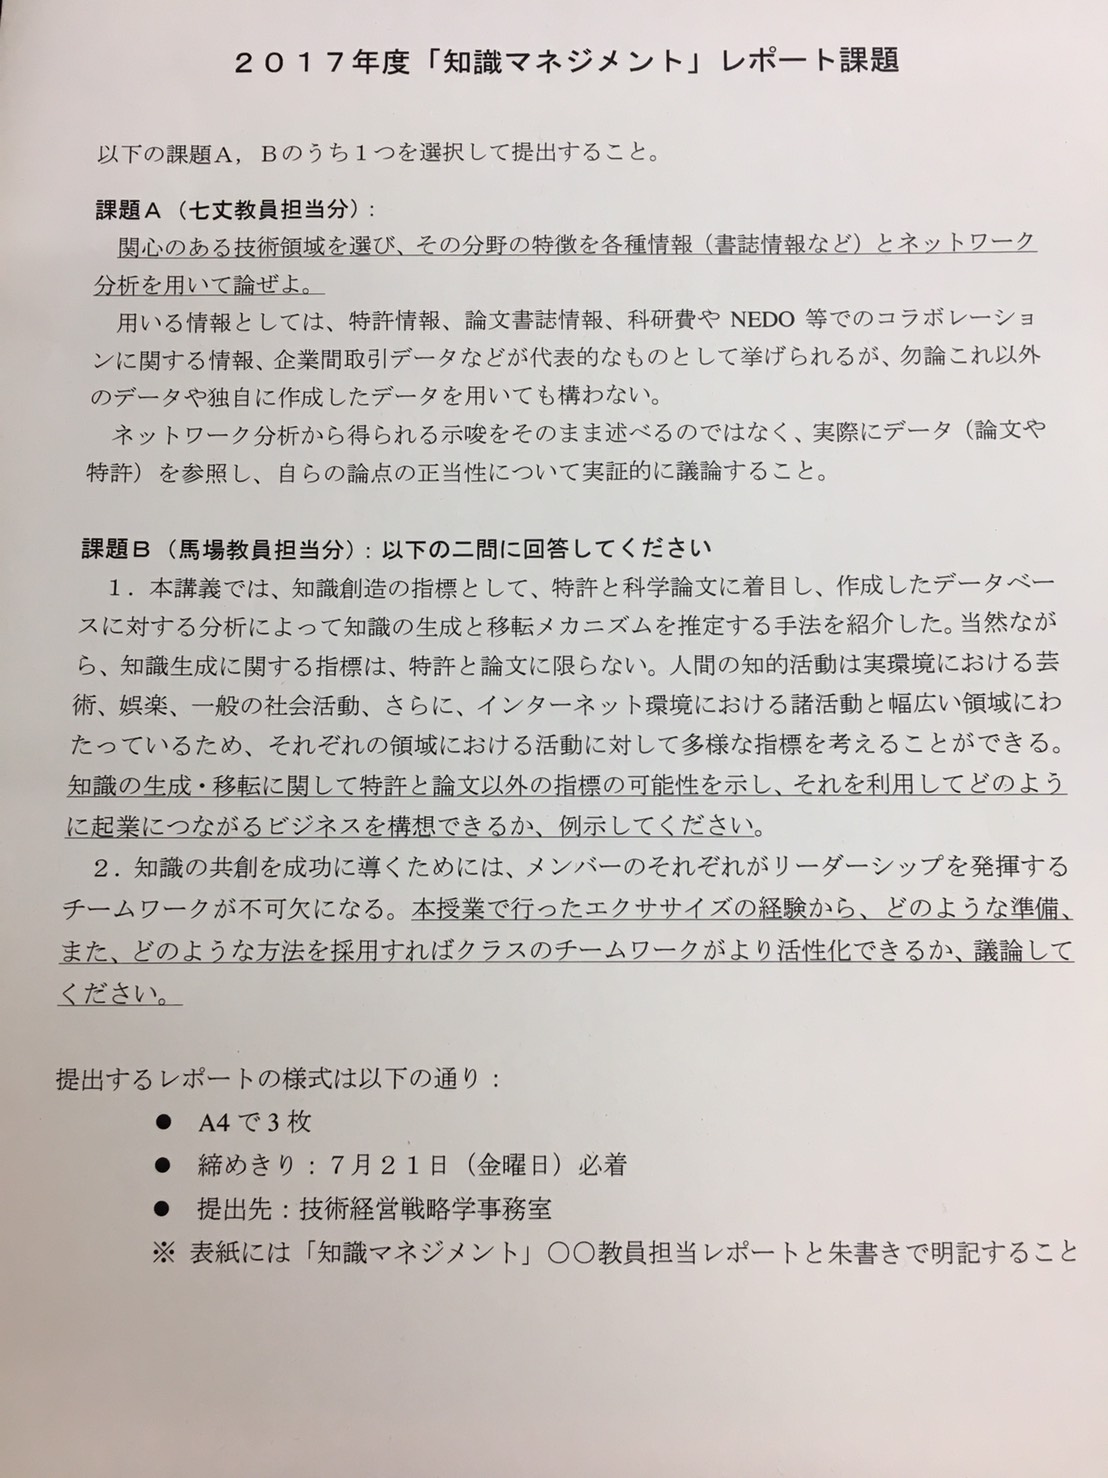 ２０１７年度「知識マネジメント」レポート課題
以下の課題Ａ，Ｂのうち１つを選択して提出すること。
課題Ａ（七丈教員担当分）：
関心のある技術領域を選び、その分野の特徴を各種情報（書誌情報など）とネットワーク
分析を用いて論ぜよ。
用いる情報としては、特許情報、論文書誌情報、科研費や NEDO 等でのコラボレーショ
ンに関する情報、企業間取引データなどが代表的なものとして挙げられるが、勿論これ以外
のデータや独自に作成したデータを用いても構わない。
ネットワーク分析から得られる示唆をそのまま述べるのではなく、実際にデータ（論文や
特許）を参照し、自らの論点の正当性について実証的に議論すること。
課題Ｂ（馬場教員担当分）：以下の二問に回答してください
１．本講義では、知識創造の指標として、特許と科学論文に着目し、作成したデータベー
スに対する分析によって知識の生成と移転メカニズムを推定する手法を紹介した。当然なが
ら、知識生成に関する指標は、特許と論文に限らない。人間の知的活動は実環境における芸
術、娯楽、一般の社会活動、さらに、インターネット環境における諸活動と幅広い領域にわ
たっているため、それぞれの領域における活動に対して多様な指標を考えることができる。
知識の生成・移転に関して特許と論文以外の指標の可能性を示し、それを利用してどのよう
に起業につながるビジネスを構想できるか、例示してください。
２．知識の共創を成功に導くためには、メンバーのそれぞれがリーダーシップを発揮する
チームワークが不可欠になる。本授業で行ったエクササイズの経験から、どのような準備、
また、どのような方法を採用すればクラスのチームワークがより活性化できるか、議論して
ください。
提出するレポートの様式は以下の通り：
● A4 で 3 枚
● 締めきり：７月２１日（金曜日）必着
● 提出先：技術経営戦略学事務室
※ 表紙には「知識マネジメント」〇〇教員担当レポートと朱書きで明記すること